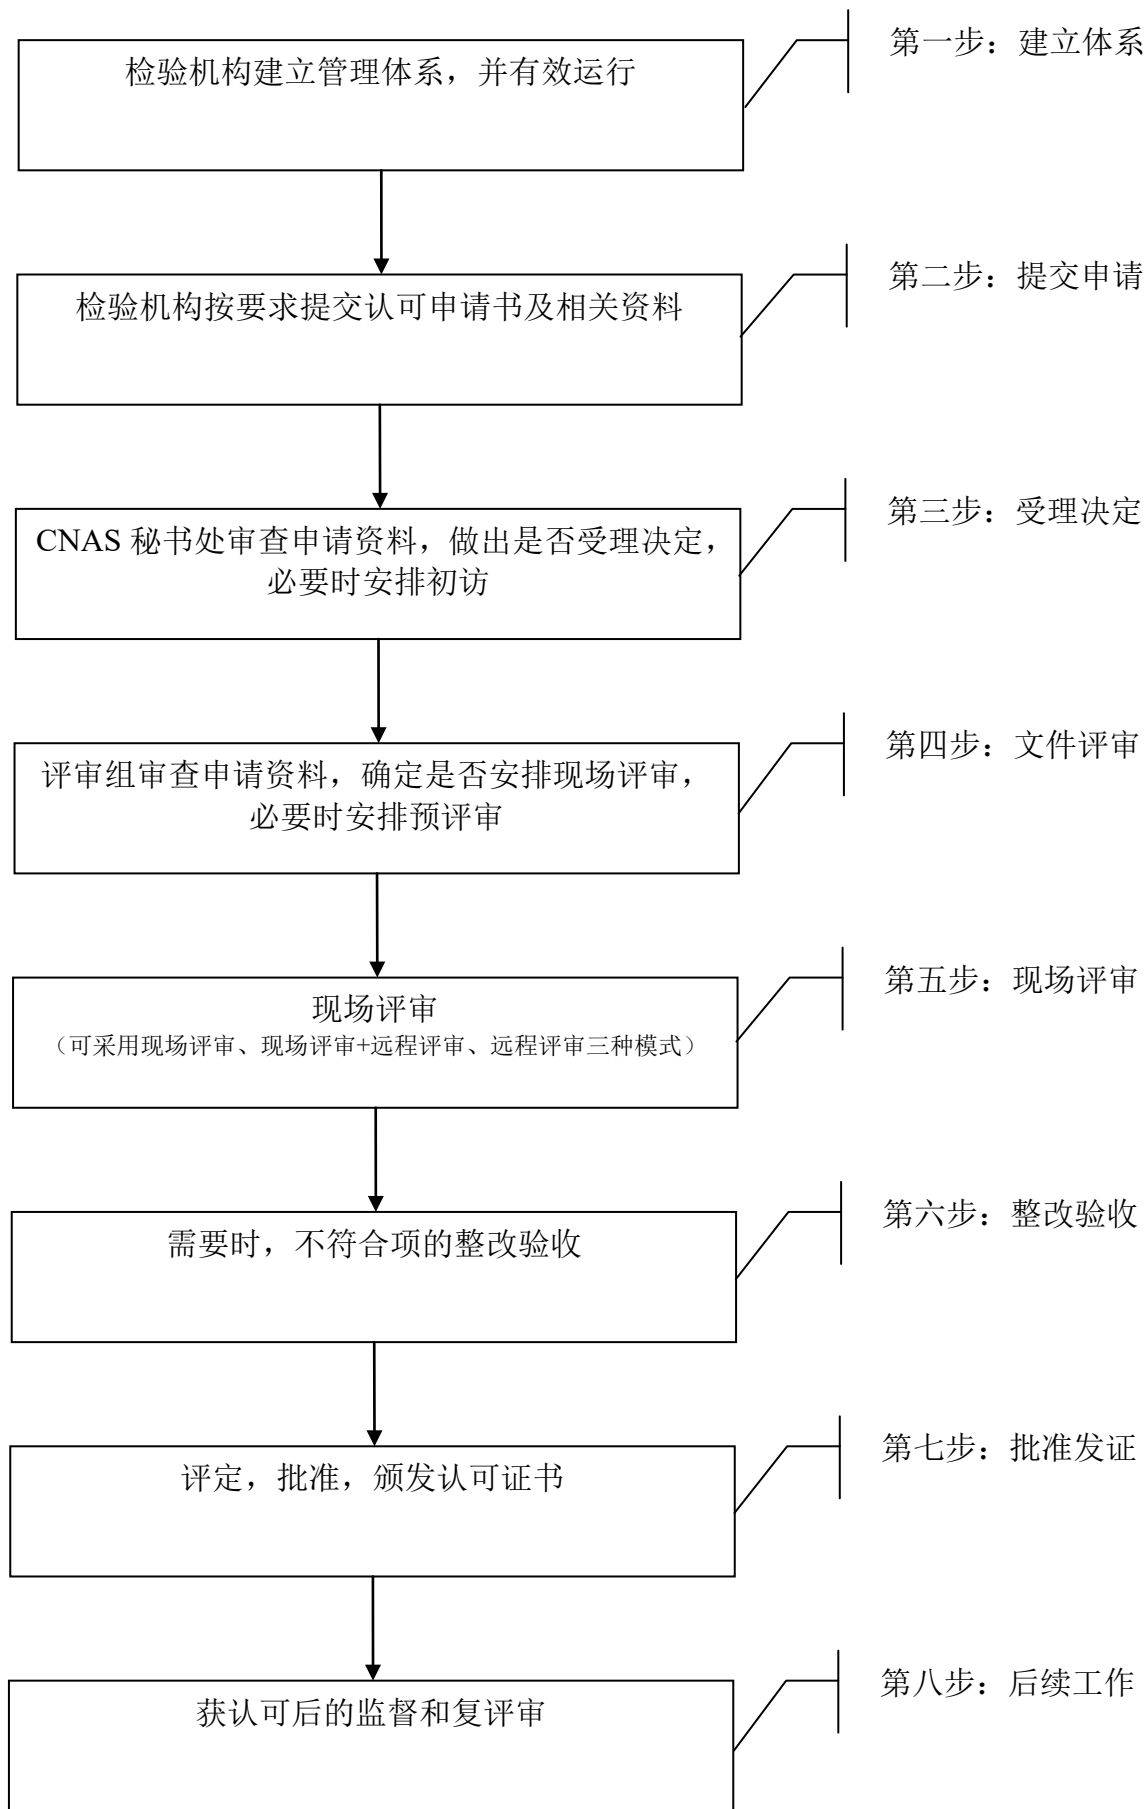 第一步：建立体系
检验机构建立管理体系，并有效运行
第二步：提交申请
检验机构按要求提交认可申请书及相关资料
第三步：受理决定
CNAS 秘书处审查申请资料，做出是否受理决定，
必要时安排初访
第四步：文件评审
评审组审查申请资料，确定是否安排现场评审，
必要时安排预评审
第五步：现场评审
现场评审
（可采用现场评审、现场评审+远程评审、远程评审三种模式）
第六步：整改验收
需要时，不符合项的整改验收
第七步：批准发证
评定，批准，颁发认可证书
第八步：后续工作
获认可后的监督和复评审